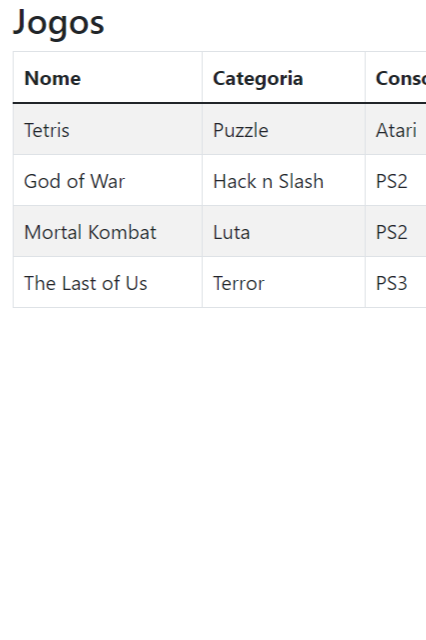 Jogos
Nome Categoria
Tetris Puzzle Atari
God of War Hack n Slash PS2
Mortal Kombat Luta PS2
The Last of Us Terror PS3